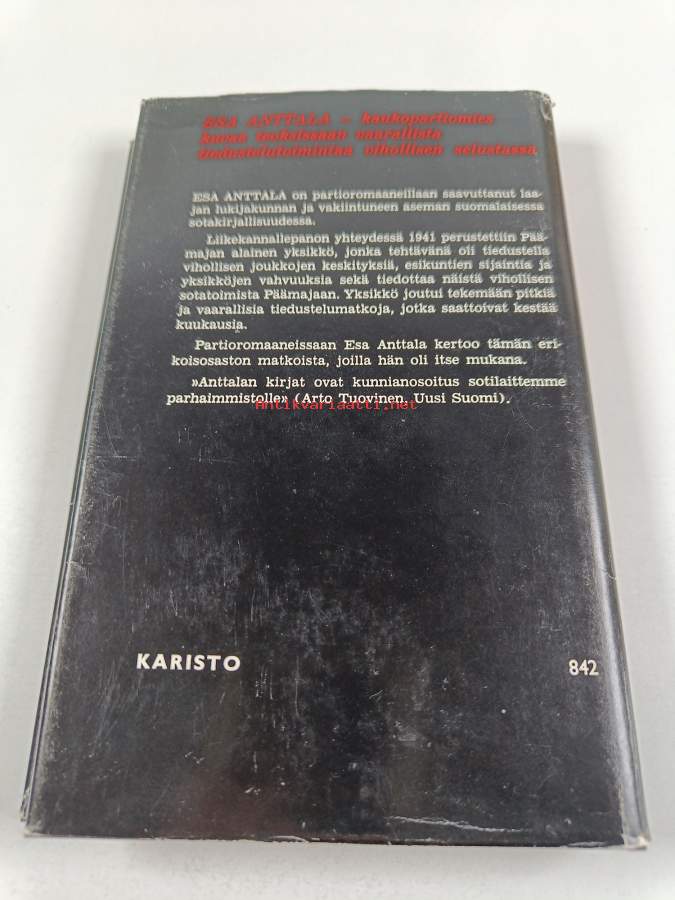 ESA ANTTALA – kaukopartiomies
kuvaa teoksissaan vaarallista
tiedustelutoimintaa vihollisen selustassa
ESA ANTTALA on partioromaaneillaan saavuttanut laa-
jan lukijakunnan ja vakiintuneen aseman suomalaisessa
sotakirjallisuudessa.
Liikekannallepanon yhteydessä 1941 perustettiin Pää-
majan alainen yksikkö, jonka tehtävänä oli tiedustella
vihollisen joukkojen keskityksiä, esikuntien sijaintia ja
yksikköjen vahvuuksia sekä tiedottaa näistä vihollisen
sotatoimista Päämajaan. Yksikkö joutui tekemään pitkiä
ja vaarallisia tiedustelumatkoja, jotka saattoivat kestää
kuukausia.
Partioromaaneissaan Esa Anttala kertoo tämän eri-
koisosaston matkoista, joilla hän oli itse mukana.
»Anttalan kirjat ovat kunnianosoitus sotilaittemme
parhaimmistolle» (Arto Tuovinen, Uusi Suomi).
Antikvariaatti.net
KARISTO 842